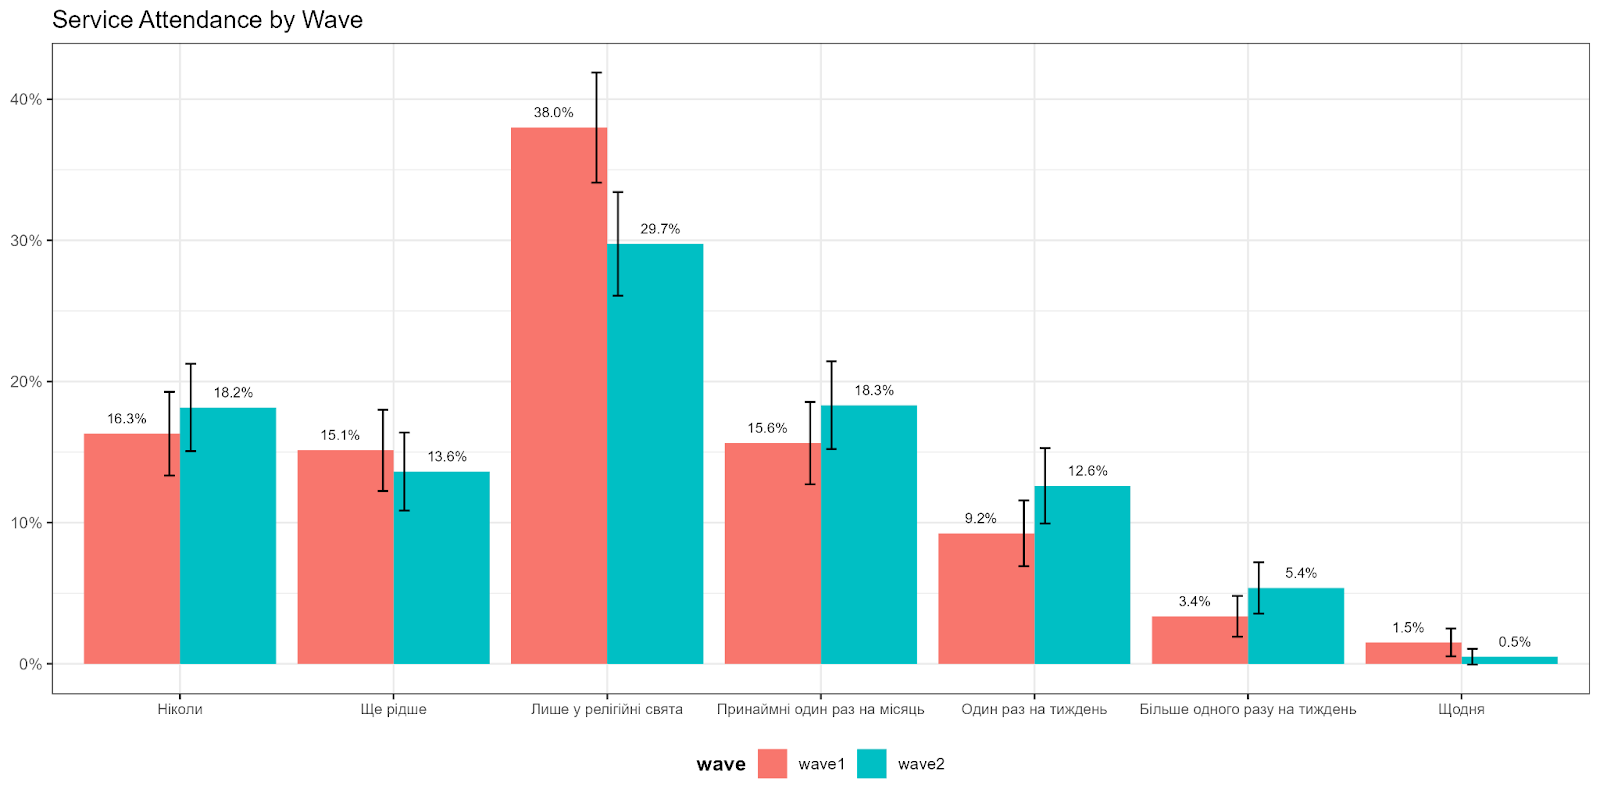 Service Attendance by Wave
40%
30%
20%
10%
0%
38.0%
29.7%
16.3%
18.2%
15.1%
13.6%
15.6%
18.3%
9.2%
12.6%
3.4%
5.4%
1.5%
0.5%
Ніколи
Ще рідше
Лише у релігійні свята
Принаймні один раз на місяць
Один раз на тиждень
Більше одного разу на тиждень
Щодня
wave wave1 wave2